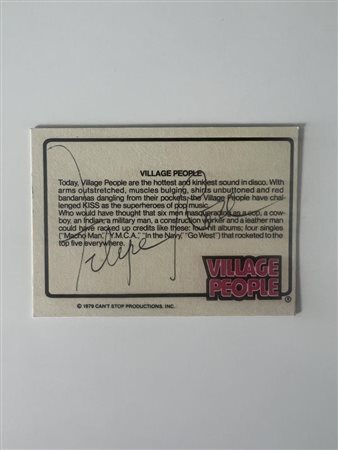 VILLAGE PEOPLE
Today, Village People are the hottest and kinkiest sound in disco. With
arms outstretched, muscles bulging, shirts unbuttoned and red
bandannas dangling from their pockets, the Village People have chal-
lenged KISS as the superheroes of pop music.
Who would have thought that six men masquerading as a cop, a cow-
boy, an Indian, a military man, a construction worker and a leather man
could have racked up credits like these: four hit albums; four singles
("Macho Man," "Y.M.C.A.," "In the Navy," "Go West") that rocketed to the
top five everywhere.
Felipe Rose
VILLAGE
PEOPLE
®
© 1979 CAN'T STOP PRODUCTIONS, INC.